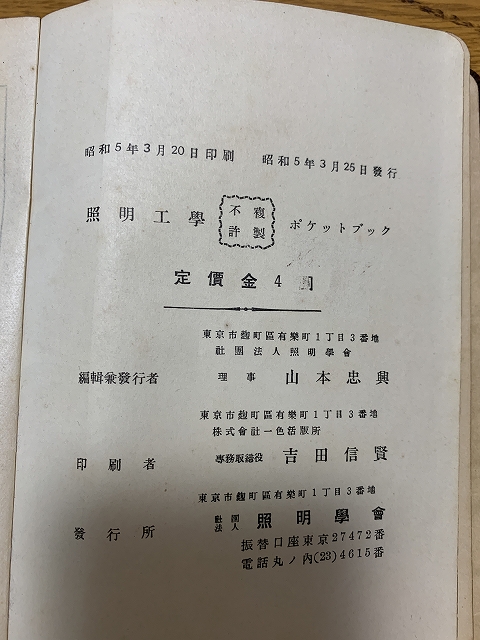 昭和5年3月20日印刷　昭和5年3月25日發行
照明工學　不許複製　ポケットブック
定價金4圓
東京市麹町區有樂町1丁目3番地
社團法人照明學會
編輯兼發行者　理事　山本忠興
東京市麹町區有樂町1丁目3番地
株式會社一色活版所
印刷者　專務取締役　吉田信賢
東京市麹町區有樂町1丁目3番地
發行所　社團法人　照明學會
振替口座東京27472番
電話丸ノ內(23)4615番